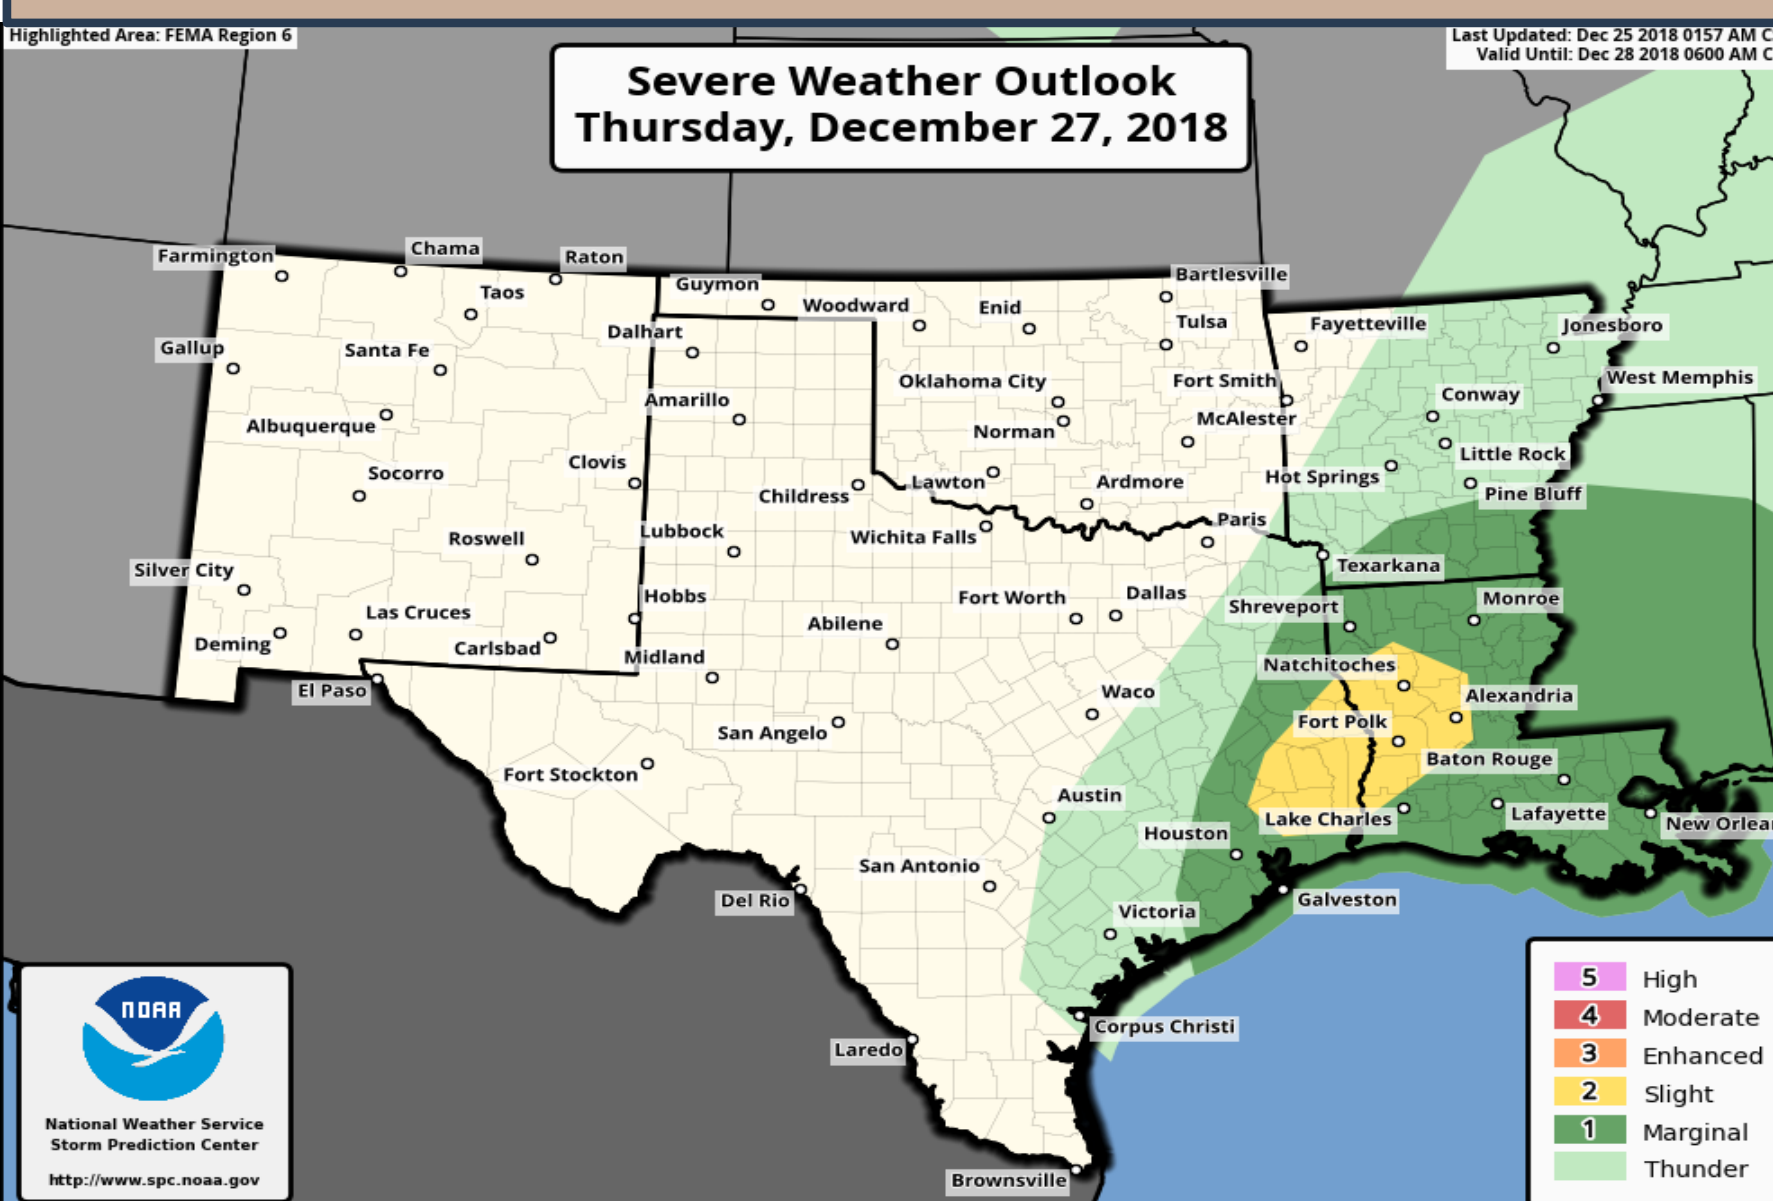 Highlighted Area: FEMA Region 6
Last Updated: Dec 25 2018 0157 AM
Valid Until: Dec 28 2018 0600 AM
Severe Weather Outlook
Thursday, December 27, 2018
Farmington
Chama
Raton
Taos
Guymon
Woodward
Enid
Bartlesville
Dalhart
Tulsa
Fayetteville
Jonesboro
Gallup
Santa Fe
Oklahoma City
Fort Smith
West Memphis
Amarillo
Conway
Albuquerque
Norman
McAlester
Little Rock
Socorro
Clovis
Childress
Lawton
Ardmore
Hot Springs
Pine Bluff
Roswell
Lubbock
Wichita Falls
Paris
Texarkana
Silver City
Las Cruces
Hobbs
Fort Worth
Dallas
Shreveport
Monroe
Deming
Carlsbad
Abilene
Midland
Natchitoches
El Paso
Waco
Alexandria
San Angelo
Fort Polk
Fort Stockton
Baton Rouge
Austin
Houston
Lake Charles
Lafayette
New Orlea
San Antonio
Del Rio
Galveston
Victoria
Corpus Christi
Laredo
Brownsville
NOAA
National Weather Service
Storm Prediction Center
http://www.spc.noaa.gov
5 High
4 Moderate
3 Enhanced
2 Slight
1 Marginal
Thunder